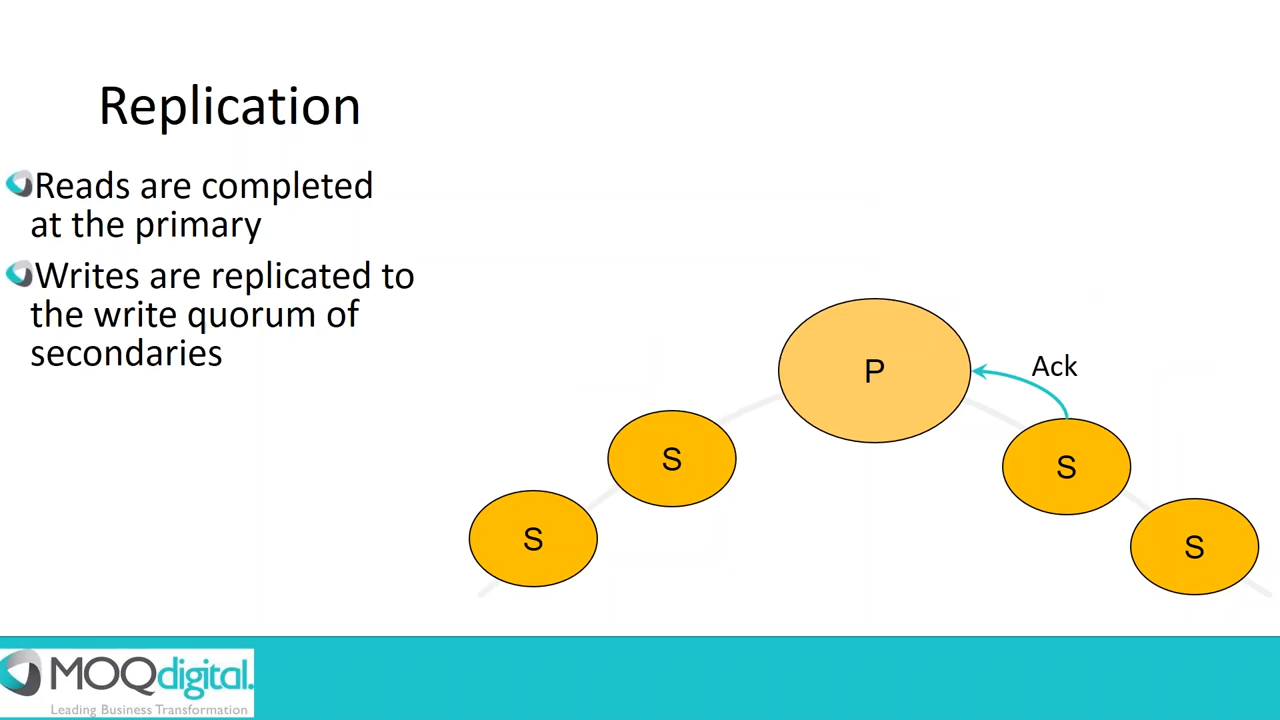 Replication
Reads are completed
at the primary
Writes are replicated to
the write quorum of
secondaries
P
Ack
S
S
S
S
MOQdigital.
Leading Business Transformation